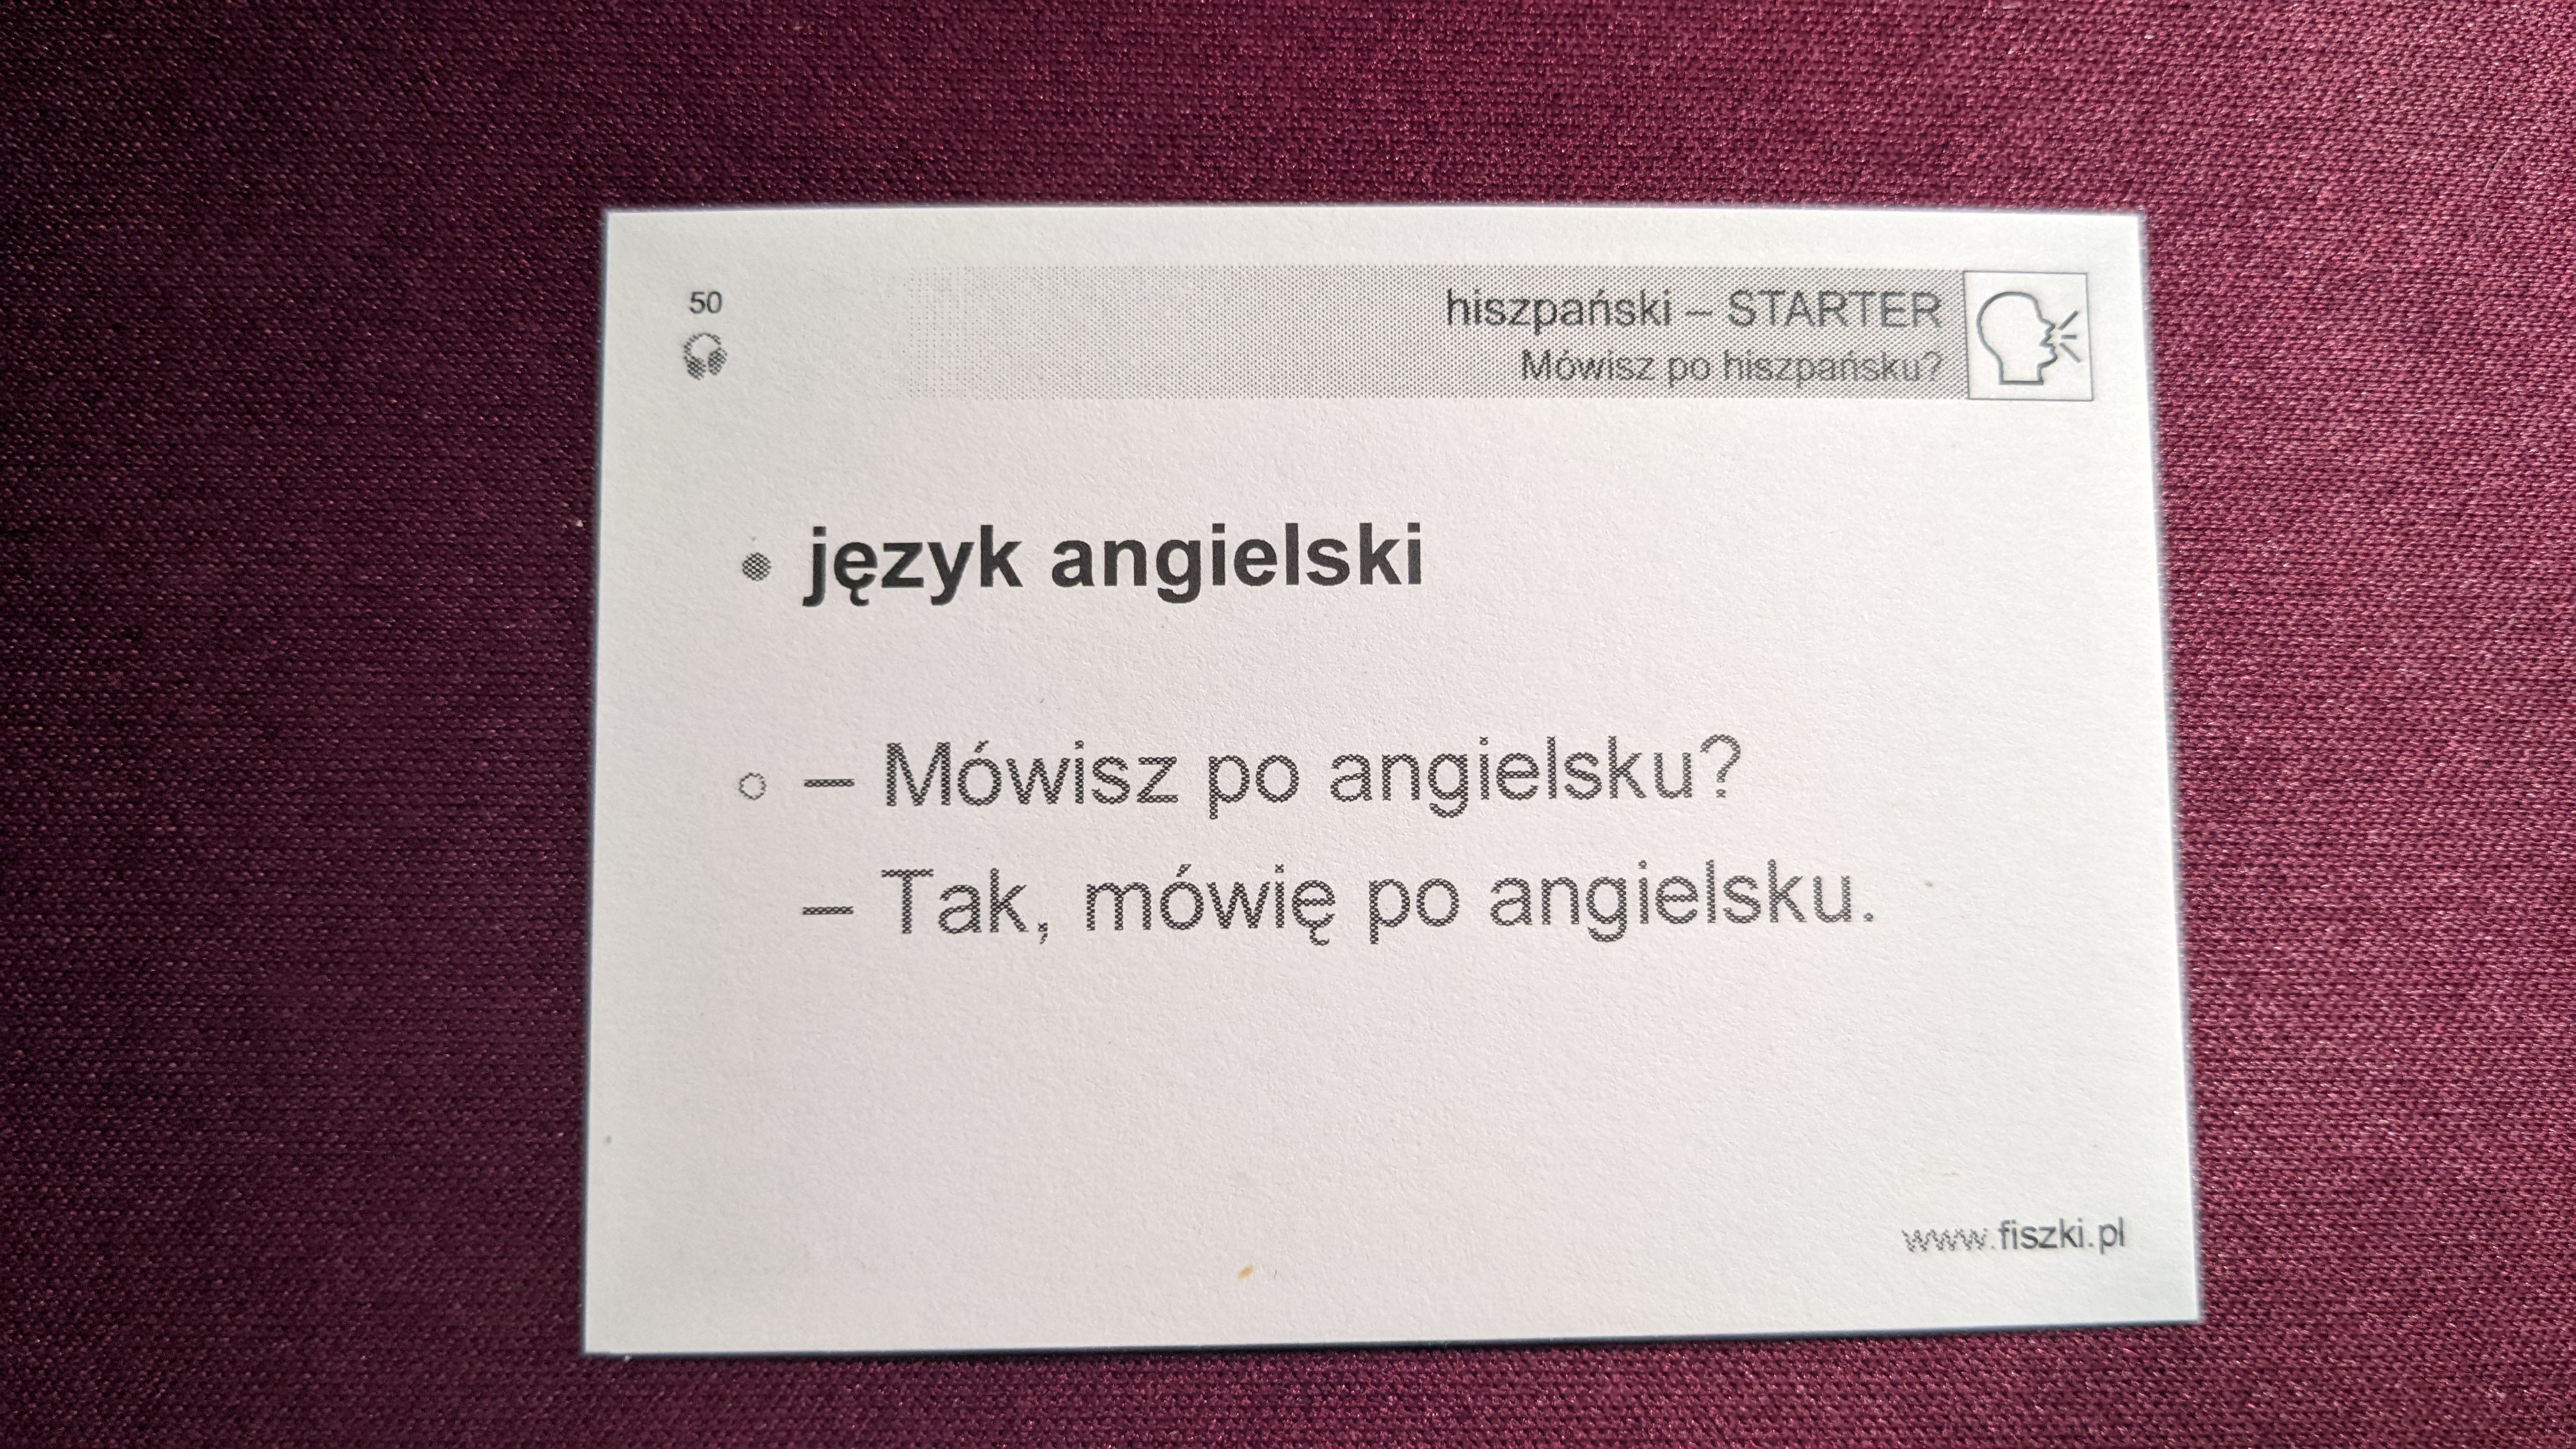 50
hiszpański – STARTER
Mówisz po hiszpańsku?
• język angielski
○ – Mówisz po angielsku?
– Tak, mówię po angielsku.
www.fiszki.pl